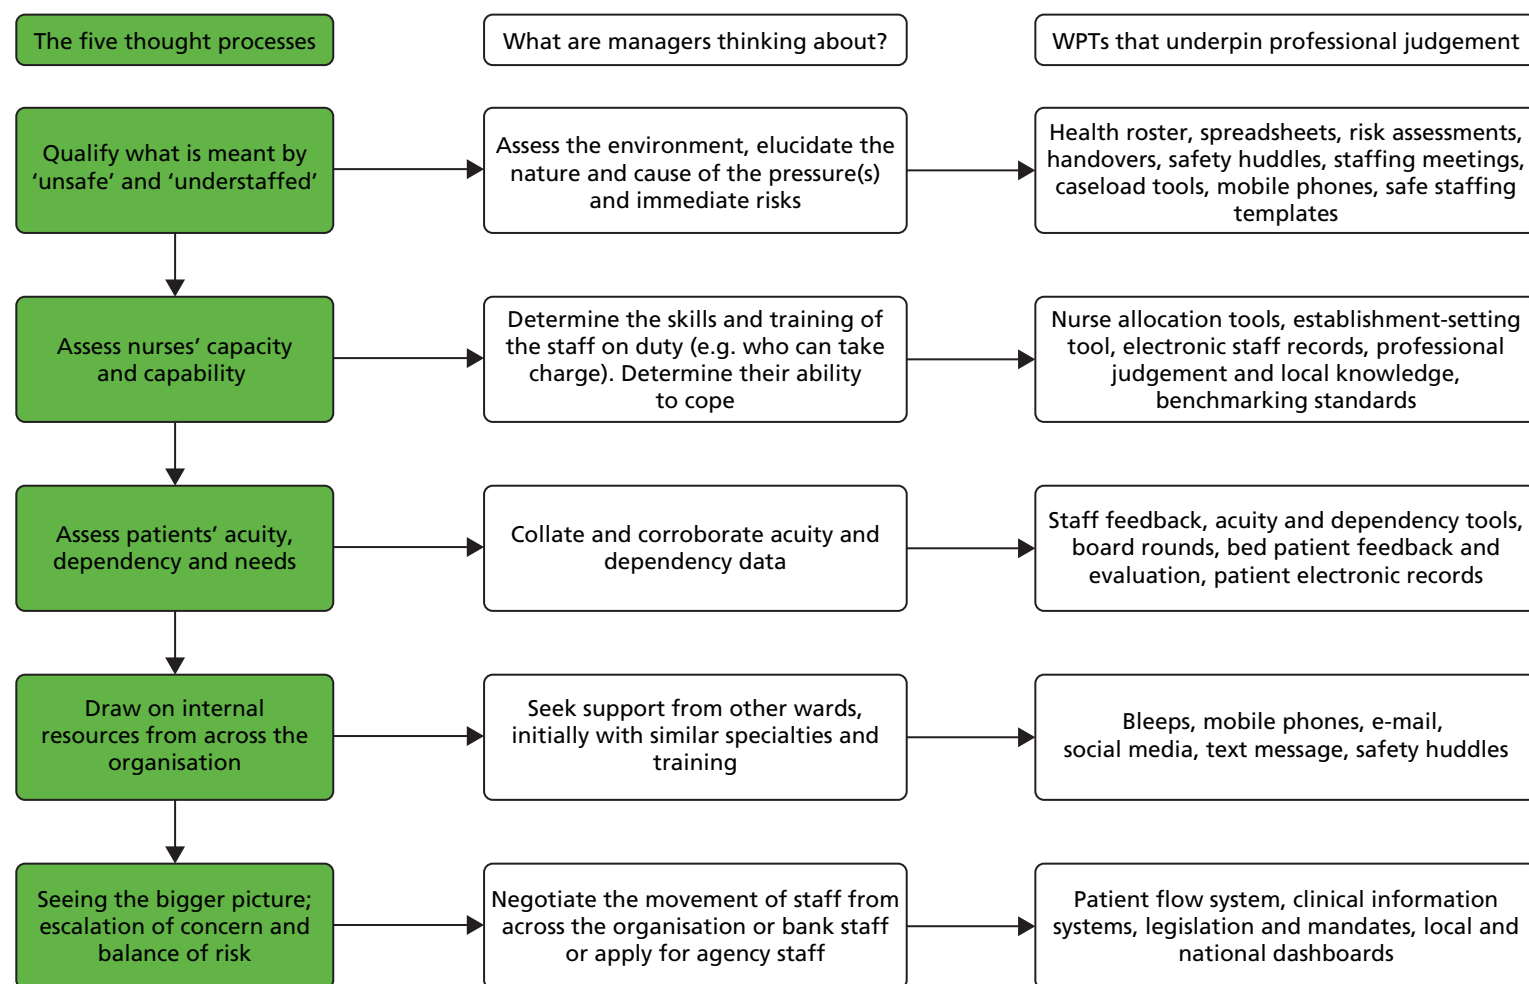 The five thought processes
What are managers thinking about?
WPTs that underpin professional judgement
Qualify what is meant by
‘unsafe’ and ‘understaffed’
Assess the environment, elucidate the
nature and cause of the pressure(s)
and immediate risks
Health roster, spreadsheets, risk assessments,
handovers, safety huddles, staffing meetings,
caseload tools, mobile phones, safe staffing
templates
Assess nurses’ capacity
and capability
Determine the skills and training of
the staff on duty (e.g. who can take
charge). Determine their ability
to cope
Nurse allocation tools, establishment-setting
tool, electronic staff records, professional
judgement and local knowledge,
benchmarking standards
Assess patients’ acuity,
dependency and needs
Collate and corroborate acuity and
dependency data
Staff feedback, acuity and dependency tools,
board rounds, bed patient feedback and
evaluation, patient electronic records
Draw on internal
resources from across the
organisation
Seek support from other wards,
initially with similar specialties and
training
Bleeps, mobile phones, e-mail,
social media, text message, safety huddles
Seeing the bigger picture;
escalation of concern and
balance of risk
Negotiate the movement of staff from
across the organisation or bank staff
or apply for agency staff
Patient flow system, clinical information
systems, legislation and mandates, local and
national dashboards